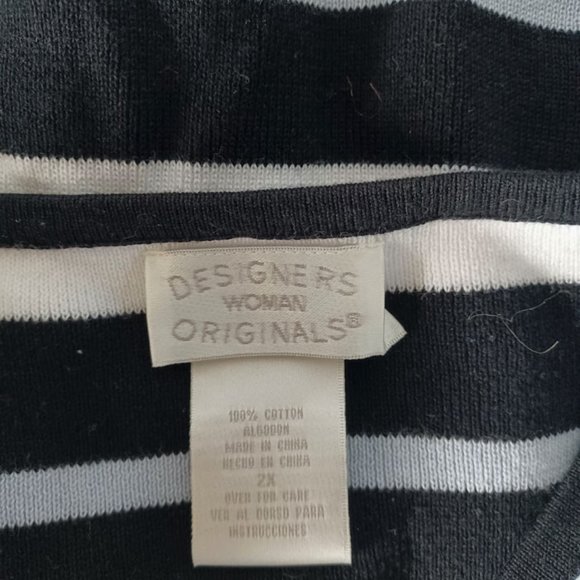 DESIGNERS
WOMAN
ORIGINALS®
100% COTTON
ALGODON
MADE IN CHINA
HECHO EN CHINA
2X
OVER FOR CARE
VER AL DORSO PARA
INSTRUCCIONES